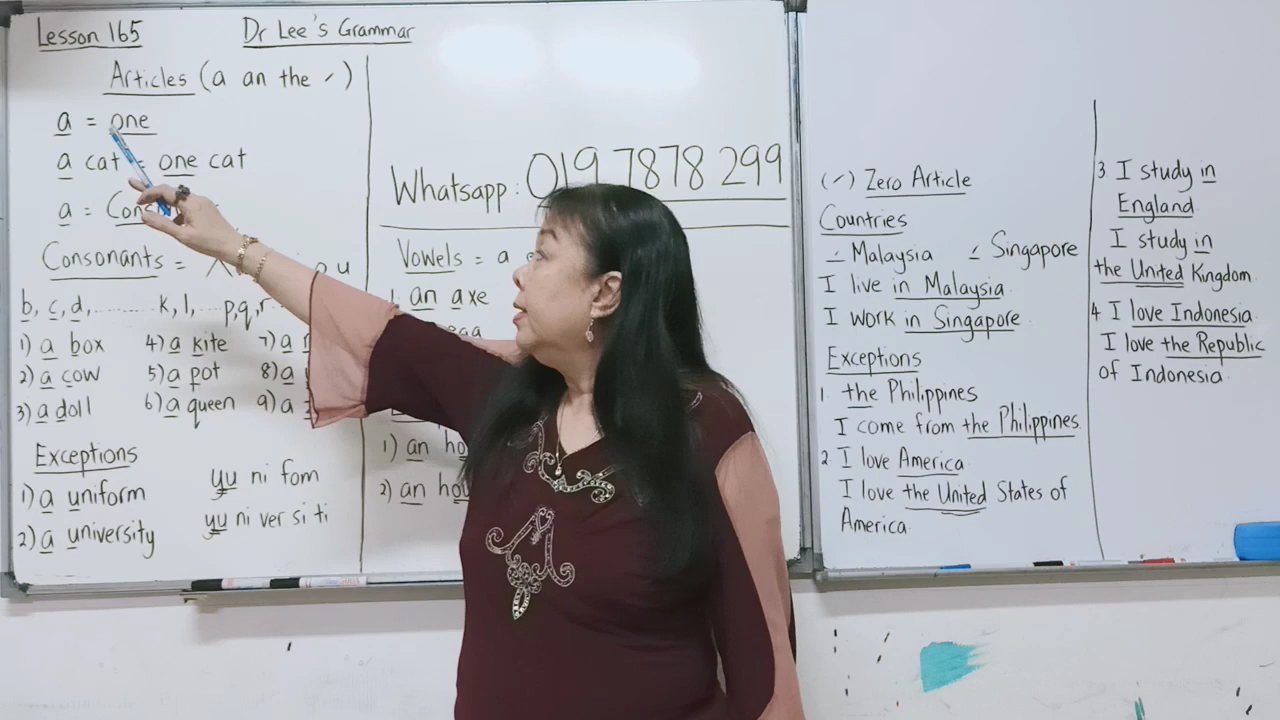 Lesson 165
Dr Lee's Grammar
Articles (a an the ✓)
a = one
a cat = one cat
a =
Consonants =
b, c, d, ......... k, l, ... p, q, r
1) a box
2) a cow
3) a doll
4) a kite
5) a pot
6) a queen
7) a
8) a
9) a
Exceptions
1) a uniform
2) a university
yu ni fom
yu ni ver si ti
Whatsapp: 019 7878 299
Vowels = a
an axe
1) an
2) an
(✓) Zero Article
Countries
✓ Malaysia ✓ Singapore
I live in Malaysia.
I work in Singapore.
Exceptions
1. the Philippines
I come from the Philippines.
2 I love America.
I love the United States of
America.
3. I study in
England.
I study in
the United Kingdom.
4 I love Indonesia.
I love the Republic
of Indonesia.